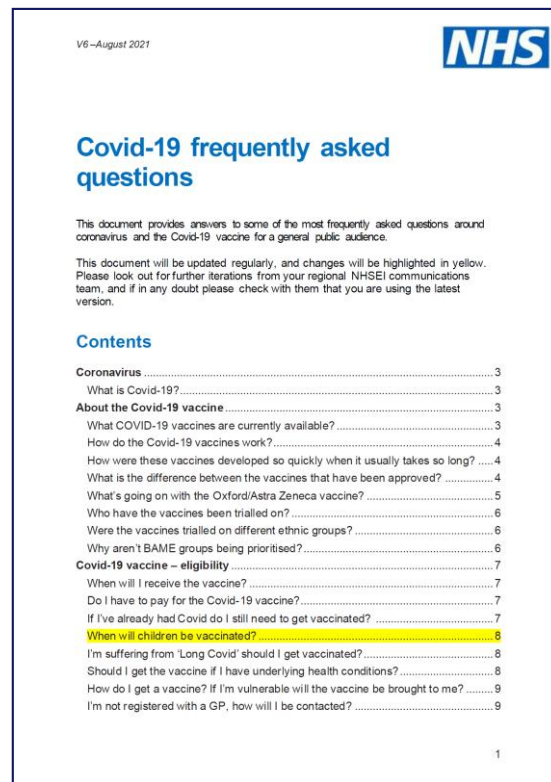 V6 –August 2021
NHS
Covid-19 frequently asked
questions
This document provides answers to some of the most frequently asked questions around
coronavirus and the Covid-19 vaccine for a general public audience.
This document will be updated regularly, and changes will be highlighted in yellow.
Please look out for further iterations from your regional NHSEI communications
team, and if in any doubt please check with them that you are using the latest
version.
Contents
Coronavirus ........................................................ 3
What is Covid-19? ........................................................ 3
About the Covid-19 vaccine ........................................................ 3
What COVID-19 vaccines are currently available? ........................................................ 3
How do the Covid-19 vaccines work? ........................................................ 4
How were these vaccines developed so quickly when it usually takes so long? ..... 4
What is the difference between the vaccines that have been approved? ............... 4
What's going on with the Oxford/Astra Zeneca vaccine? ........................................ 5
Who have the vaccines been trialled on? ........................................................ 6
Were the vaccines trialled on different ethnic groups? ........................................ 6
Why aren't BAME groups being prioritised? ........................................................ 6
Covid-19 vaccine – eligibility ........................................................ 7
When will I receive the vaccine? ........................................................ 7
Do I have to pay for the Covid-19 vaccine? ........................................................ 7
If I've already had Covid do I still need to get vaccinated? ........................................ 7
When will children be vaccinated? ........................................................ 8
I'm suffering from 'Long Covid' should I get vaccinated? ........................................ 8
Should I get the vaccine if I have underlying health conditions? ............................ 8
How do I get a vaccine? If I'm vulnerable will the vaccine be brought to me? ......... 9
I'm not registered with a GP, how will I be contacted? ........................................ 9
1